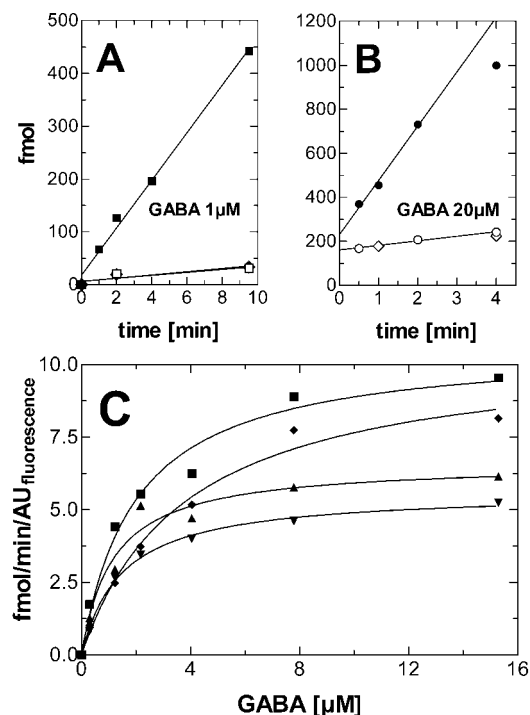 fmol
500
400
300
200
100
0
A
GABA 1µM
0 2 4 6 8 10
time [min]
1200
1000
800
600
400
200
0
B
GABA 20µM
0 1 2 3 4
time [min]
fmol/min/AUfluorescence
10.0
7.5
5.0
2.5
0.0
C
0 4 8 12 16
GABA [µM]